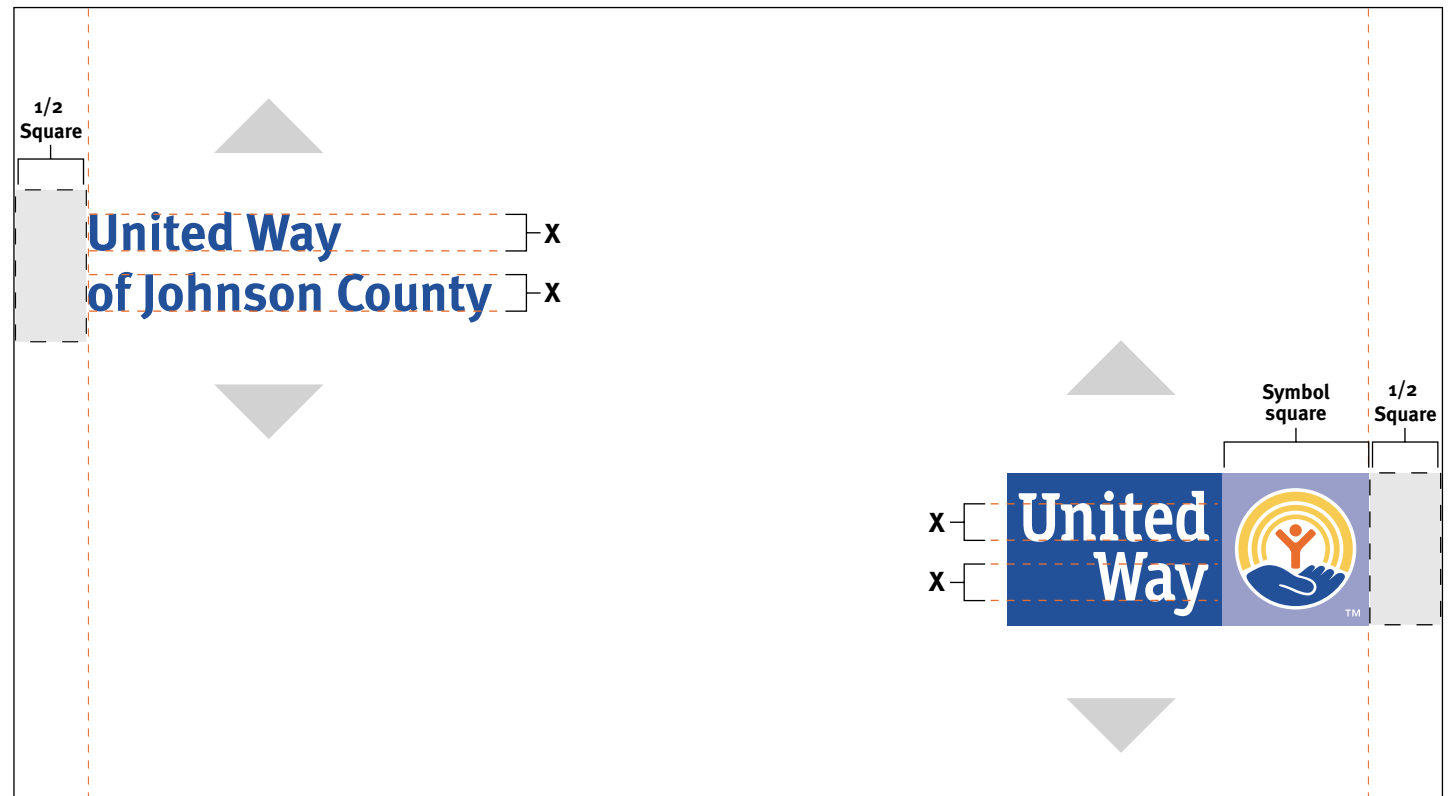 1/2
Square
United Way
X
of Johnson County
X
Symbol
square
1/2
Square
X
United
X
Way
TM